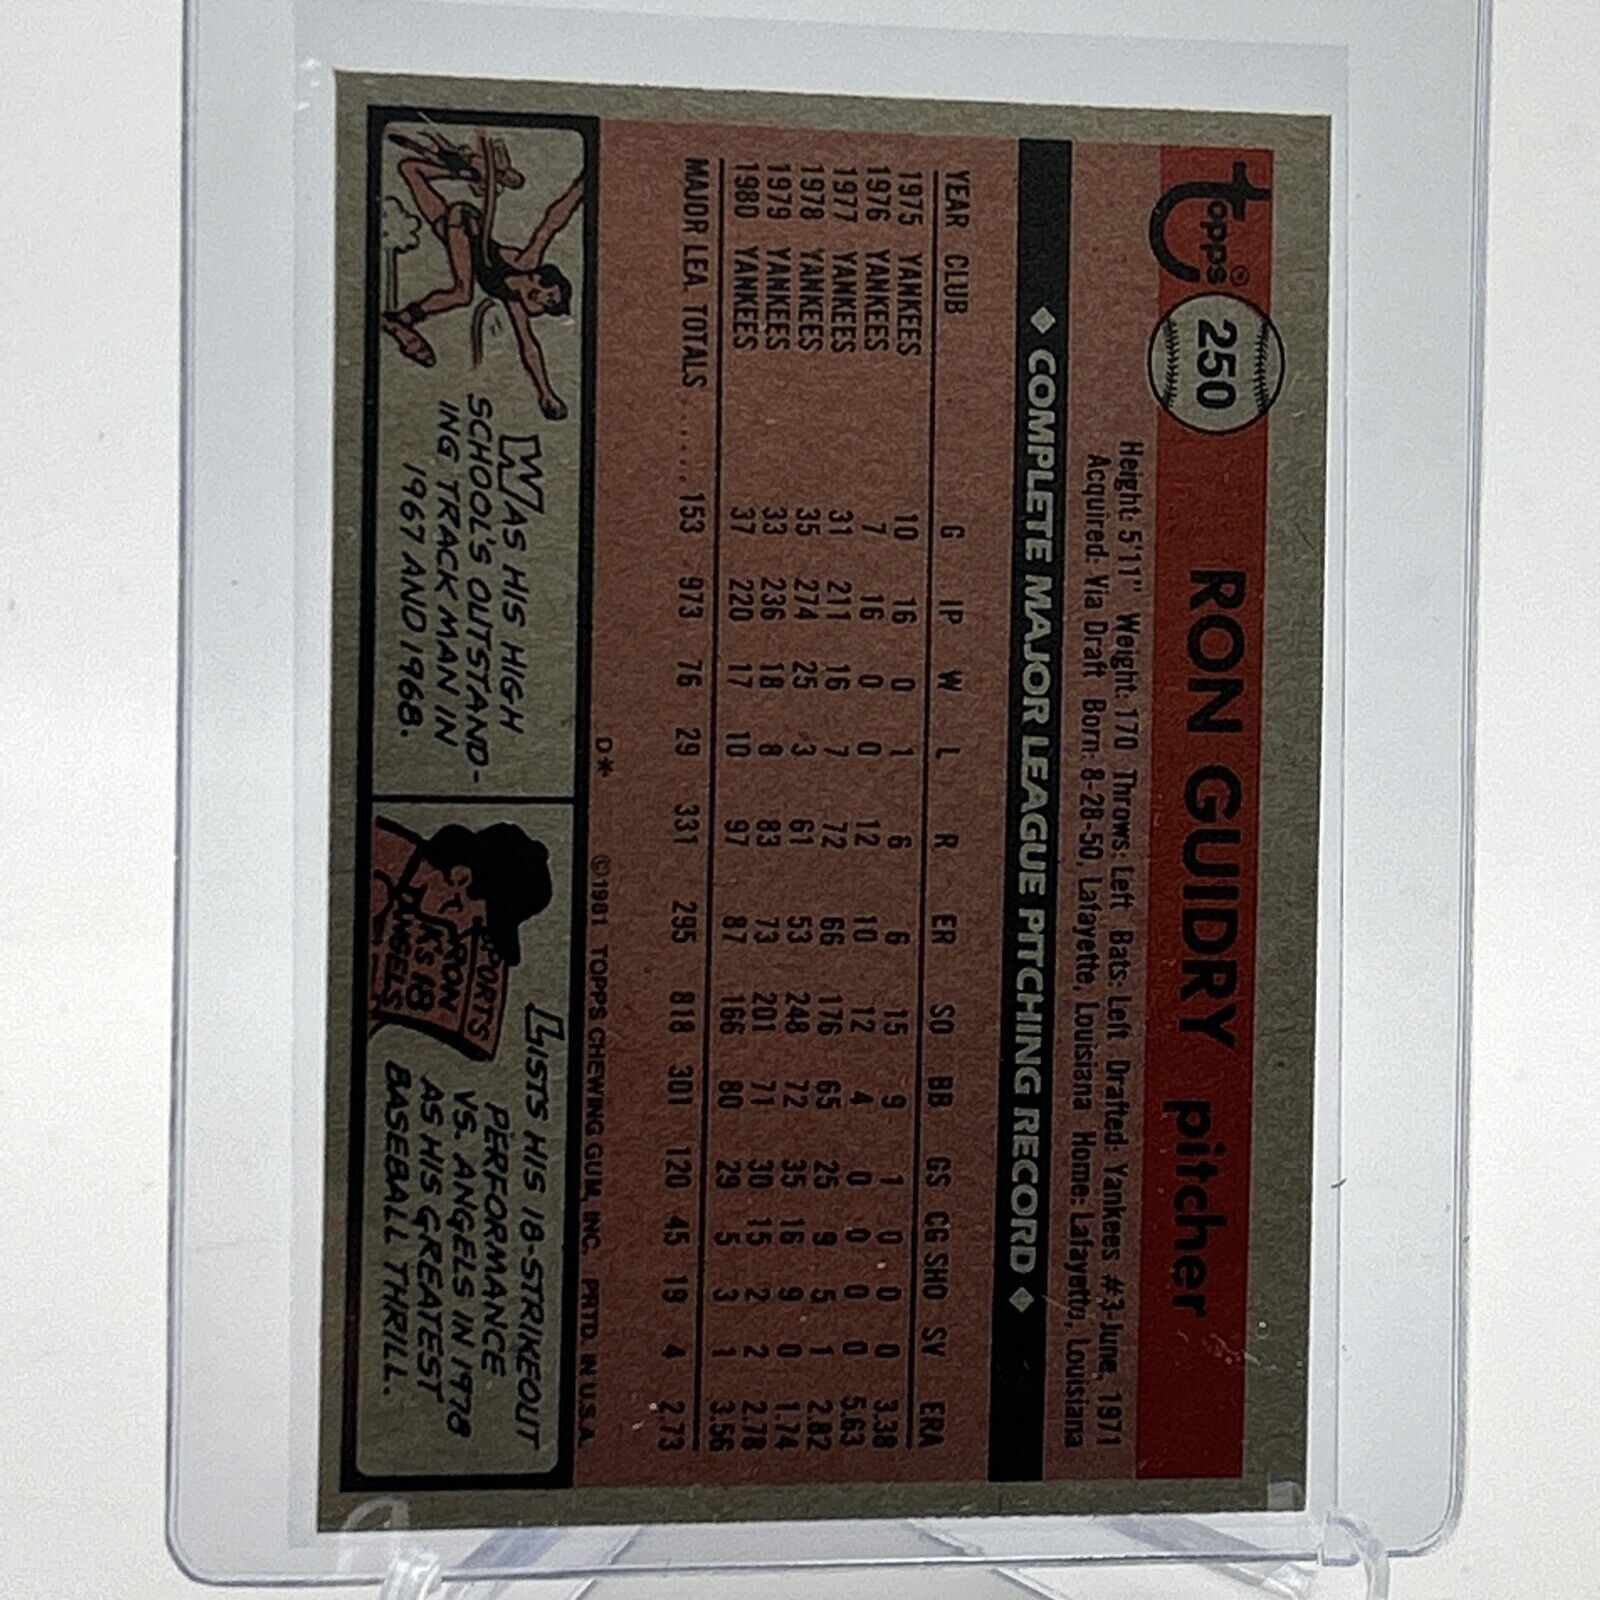 topps®
250
RON GUIDRY pitcher
Height: 5'11" Weight: 170 Throws: Left Bats: Left Drafted: Yankees #3-June, 1971
Acquired: Via Draft Born: 8-28-50, Lafayette, Louisiana Home: Lafayette, Louisiana
◆ COMPLETE MAJOR LEAGUE PITCHING RECORD ◆
YEAR CLUB G IP W L R ER SO BB GS CG SHO SV ERA
1975 YANKEES 10 16 0 1 6 6 15 9 1 0 0 0 3.38
1976 YANKEES 7 16 0 0 12 10 12 4 0 0 0 0 5.63
1977 YANKEES 31 211 16 7 72 66 176 65 25 9 5 1 2.82
1978 YANKEES 35 274 25 3 61 53 248 72 35 16 9 0 1.74
1979 YANKEES 33 236 18 8 83 73 201 71 30 15 2 2 2.78
1980 YANKEES 37 220 17 10 97 87 166 80 29 5 3 1 3.56
MAJOR LEA. TOTALS...... 153 973 76 29 331 295 818 301 120 45 19 4 2.73
D* ©1981 TOPPS CHEWING GUM, INC. PRTD. IN U.S.A.
WAS HIS HIGH
SCHOOL'S OUTSTAND-
ING TRACK MAN IN
1967 AND 1968.
SPORTS
RON
K'S 18
ANGELS
LISTS HIS 18-STRIKEOUT
PERFORMANCE
VS. ANGELS IN 1978
AS HIS GREATEST
BASEBALL THRILL.